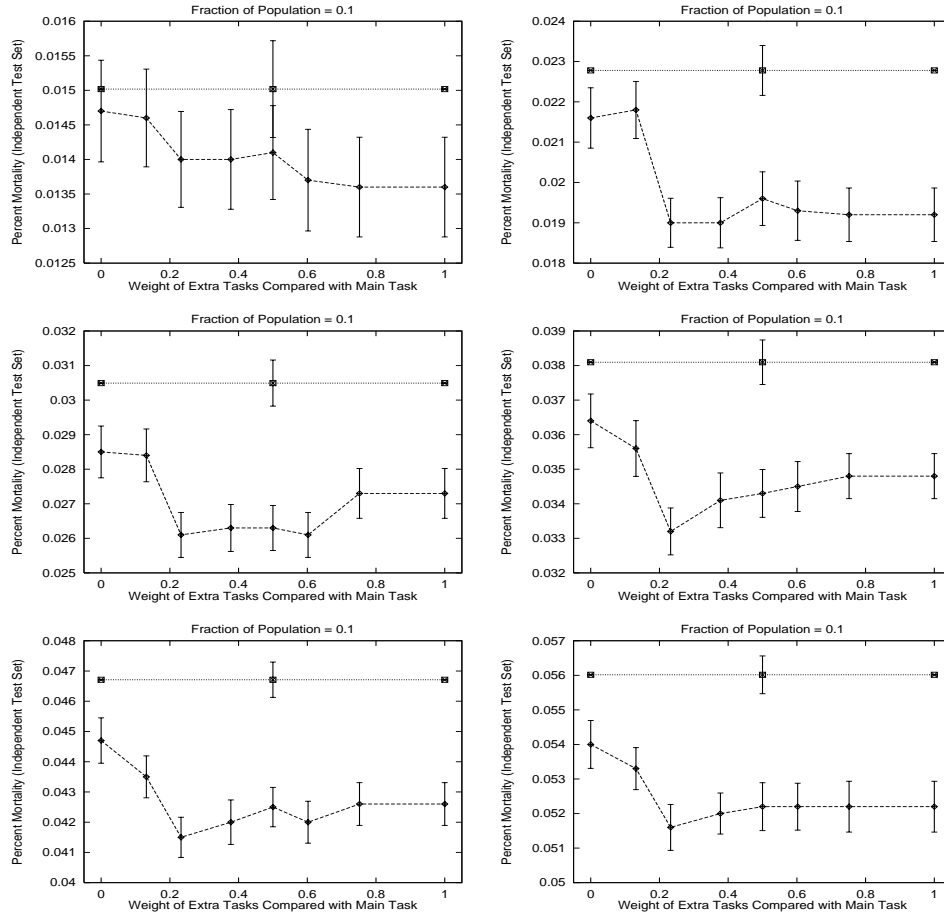 Fraction of Population = 0.1
Percent Mortality (Independent Test Set)
0.016
0.0155
0.015
0.0145
0.014
0.0135
0.013
0.0125
0 0.2 0.4 0.6 0.8 1
Weight of Extra Tasks Compared with Main Task
Fraction of Population = 0.1
Percent Mortality (Independent Test Set)
0.024
0.023
0.022
0.021
0.02
0.019
0.018
0 0.2 0.4 0.6 0.8 1
Weight of Extra Tasks Compared with Main Task
Fraction of Population = 0.1
Percent Mortality (Independent Test Set)
0.032
0.031
0.03
0.029
0.028
0.027
0.026
0.025
0 0.2 0.4 0.6 0.8 1
Weight of Extra Tasks Compared with Main Task
Fraction of Population = 0.1
Percent Mortality (Independent Test Set)
0.039
0.038
0.037
0.036
0.035
0.034
0.033
0.032
0 0.2 0.4 0.6 0.8 1
Weight of Extra Tasks Compared with Main Task
Fraction of Population = 0.1
Percent Mortality (Independent Test Set)
0.048
0.047
0.046
0.045
0.044
0.043
0.042
0.041
0.04
0 0.2 0.4 0.6 0.8 1
Weight of Extra Tasks Compared with Main Task
Fraction of Population = 0.1
Percent Mortality (Independent Test Set)
0.057
0.056
0.055
0.054
0.053
0.052
0.051
0.05
0 0.2 0.4 0.6 0.8 1
Weight of Extra Tasks Compared with Main Task